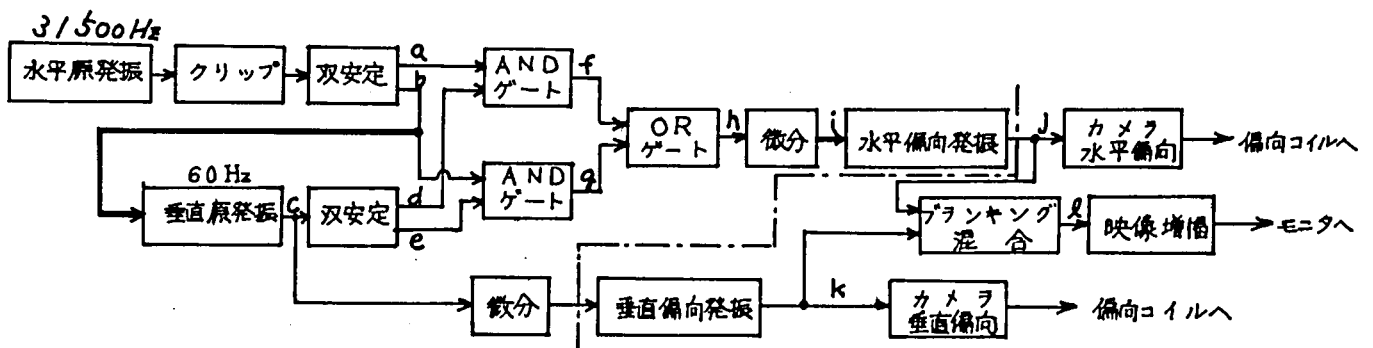 31500Hz
水平原発振
クリップ
双安定
a
b
AND
ゲート
f
OR
ゲート
h
微分
i
水平偏向発振
j
カメラ
水平偏向
偏向コイルへ
60Hz
垂直原発振
c
双安定
d
e
AND
ゲート
g
ブランキング
混合
l
映像増幅
モニタへ
微分
垂直偏向発振
k
カメラ
垂直偏向
偏向コイルへ